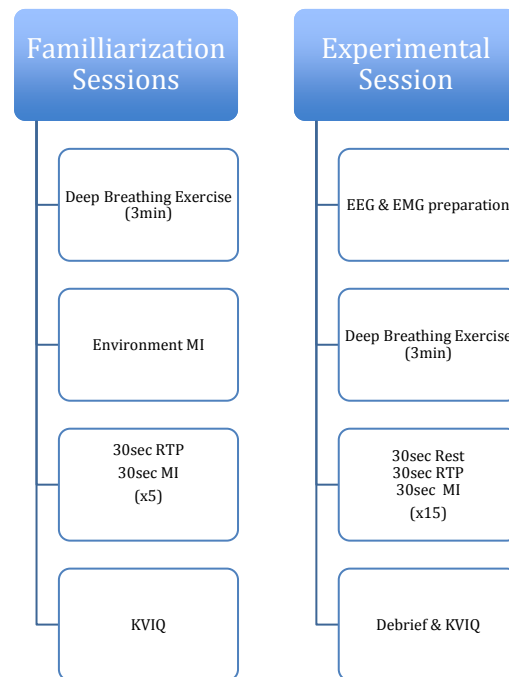 Familliarization
Sessions
Deep Breathing Exercise
(3min)
Environment MI
30sec RTP
30sec MI
(x5)
KVIQ
Experimental
Session
EEG & EMG preparation
Deep Breathing Exercise
(3min)
30sec Rest
30sec RTP
30sec  MI
(x15)
Debrief & KVIQ